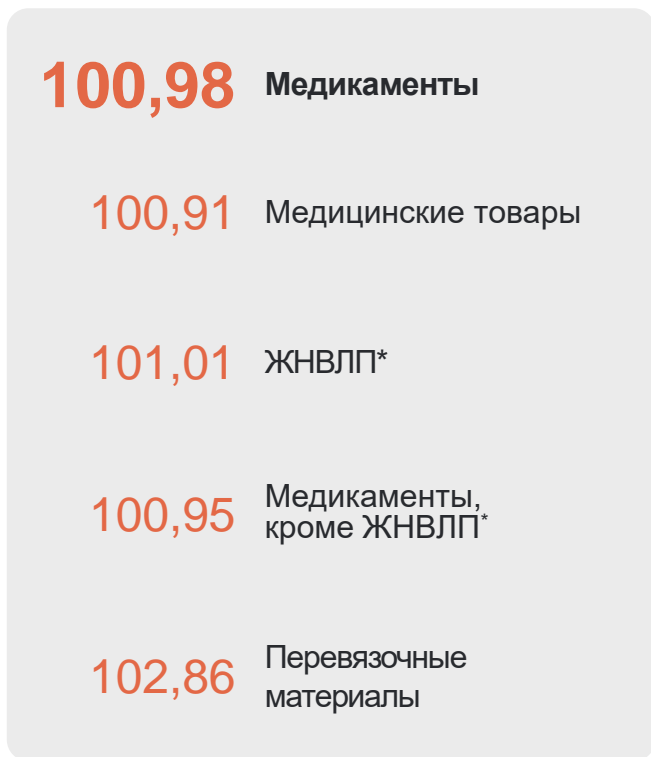 100,98 Медикаменты
100,91 Медицинские товары
101,01 ЖНВЛП*
100,95 Медикаменты,
кроме ЖНВЛП*
102,86 Перевязочные
материалы